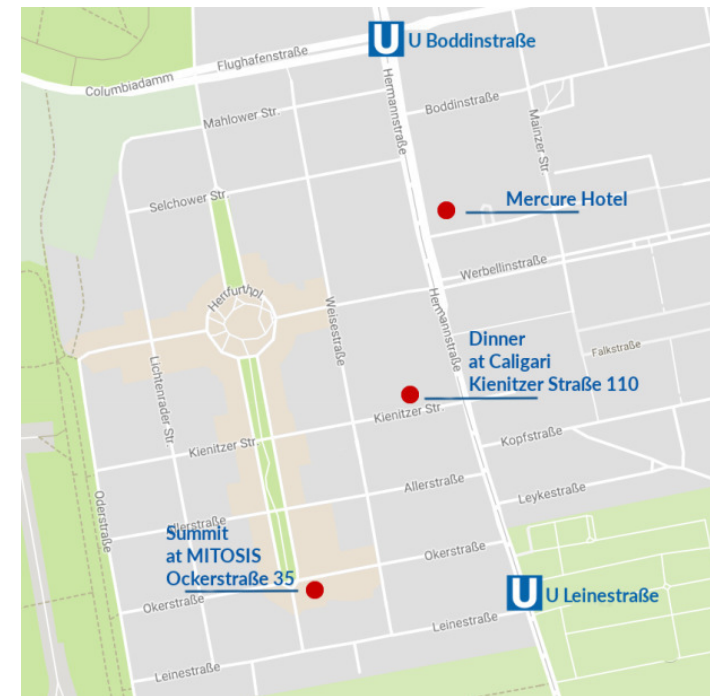 U
U Boddinstraße
Flughafenstraße
Columbiadamm
Hermannstraße
Boddinstraße
Mahlower Str.
Mainzer Str.
Selchower Str.
Mercure Hotel
Werbellinstraße
Herrfurthpl.
Hermannstraße
Weisestraße
Dinner
at Caligari
Kienitzer Straße 110
Falkstraße
Lichtenrader Str.
Kienitzer Str.
Kienitzer Str.
Kopfstraße
Allerstraße
Leykestraße
Oderstraße
Allerstraße
Summit
at MITOSIS
Ockerstraße 35
Okerstraße
U
U Leinestraße
Okerstraße
Leinestraße
Leinestraße